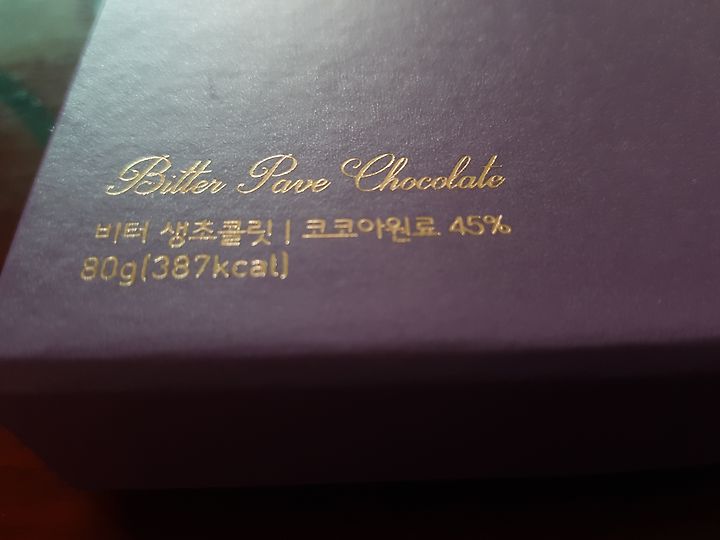 Bitter Pave Chocolate
비터 생초콜릿 | 코코아원료 45%
80g(387kcal)